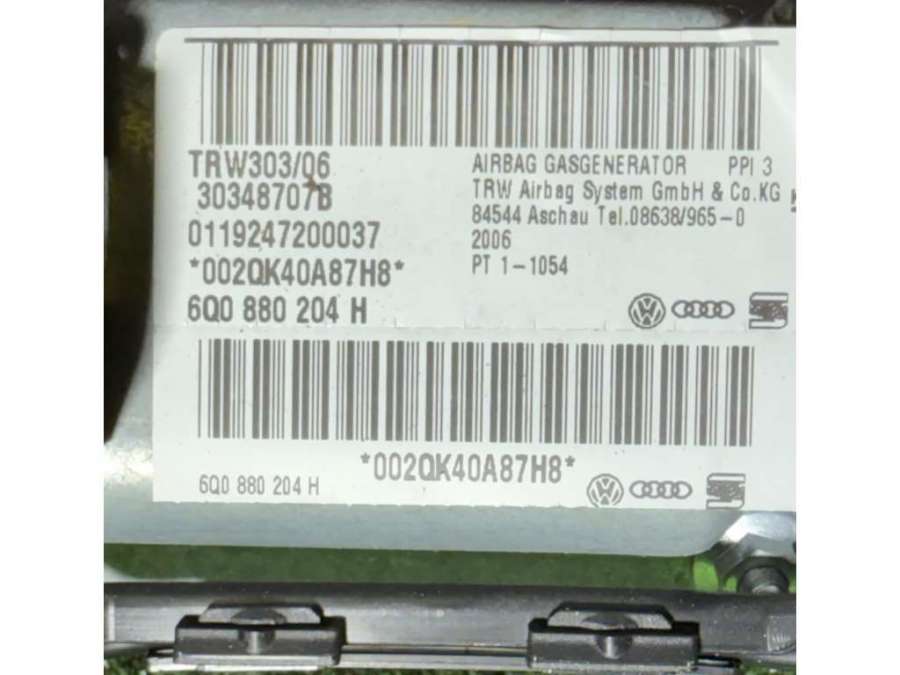 TRW303/06
30348707B
0119247200037
*002QK40A87H8*
6Q0 880 204 H
AIRBAG GASGENERATOR PPI 3
TRW Airbag System GmbH & Co.KG
84544 Aschau Tel.08638/965-0
2006
PT 1-1054
*002QK40A87H8*
6Q0 880 204 H